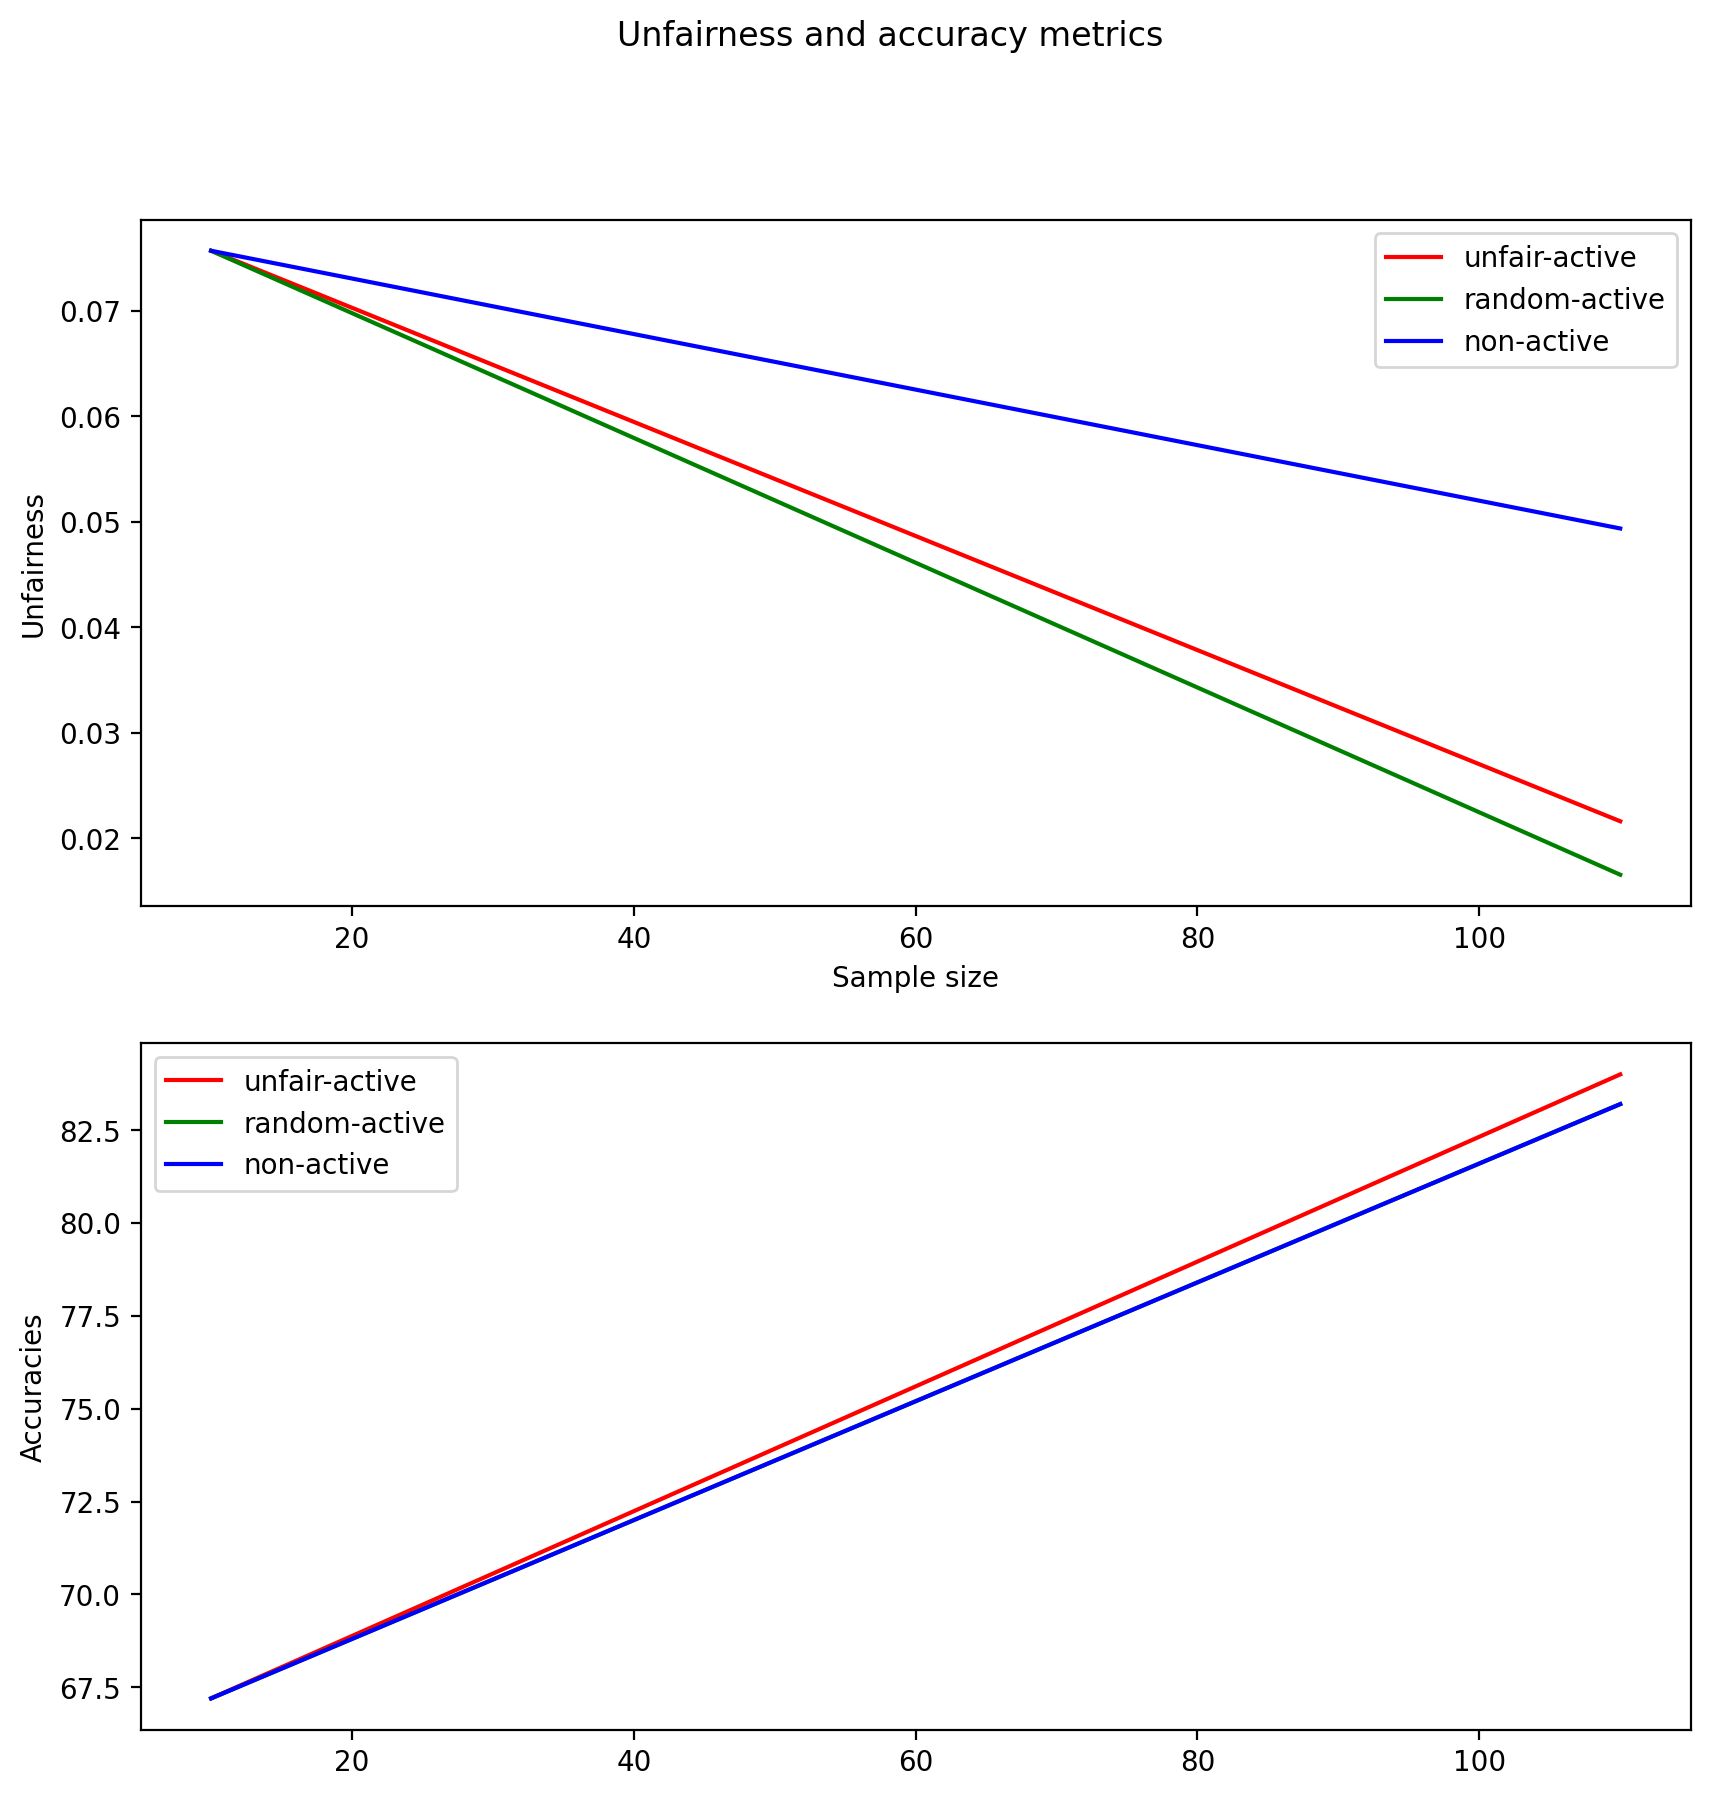 Unfairness and accuracy metrics
unfair-active
random-active
non-active
0.07
0.06
0.05
0.04
0.03
0.02
Unfairness
20 40 60 80 100
Sample size
unfair-active
random-active
non-active
82.5
80.0
77.5
75.0
72.5
70.0
67.5
Accuracies
20 40 60 80 100